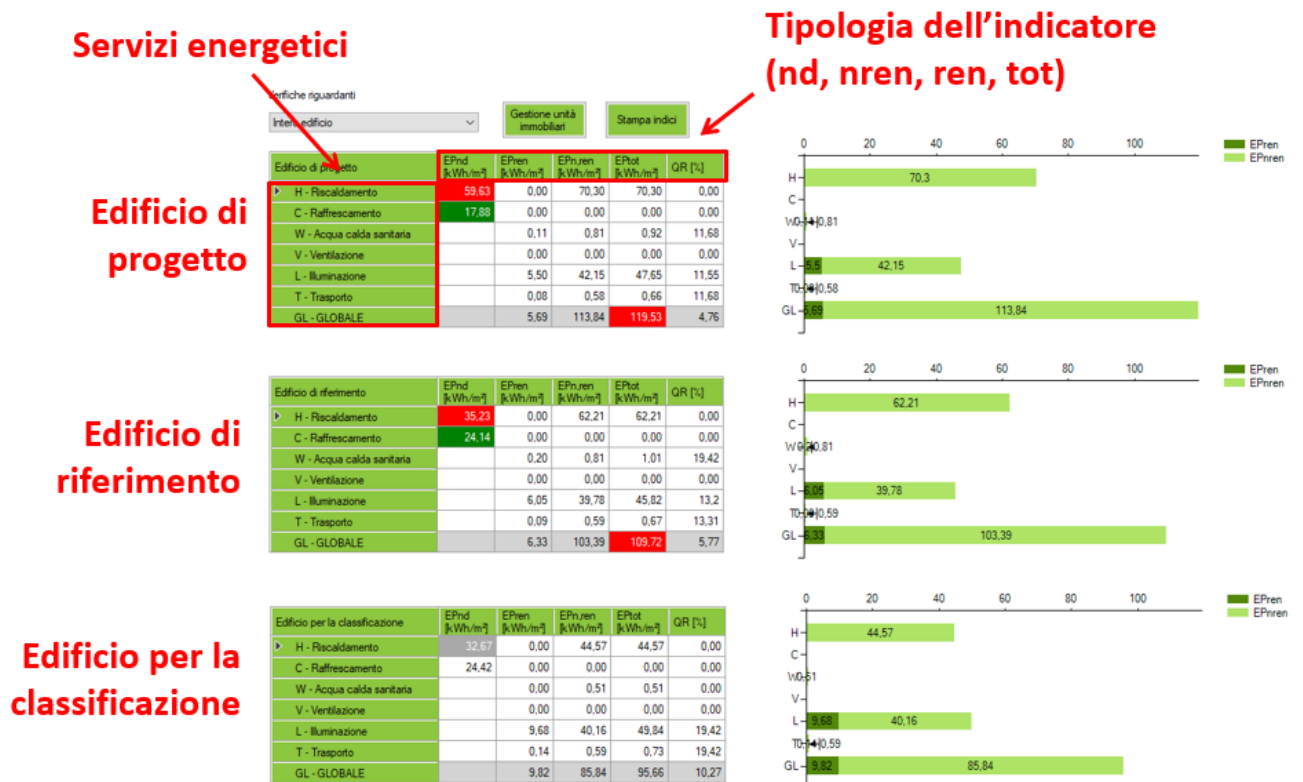 Servizi energetici
Tipologia dell’indicatore
(nd, nren, ren, tot)
Verifiche riguardanti
edificio
Gestione unità
immobiliari
Stampa indici
Edificio di
progetto
Edificio di progetto EPnd [kWh/m²] EPren [kWh/m²] EPn,ren [kWh/m²] EPtot [kWh/m²] QR [%]
H - Riscaldamento 59,63 0,00 70,30 70,30 0,00
C - Raffrescamento 17,88 0,00 0,00 0,00 0,00
W - Acqua calda sanitaria 0,11 0,81 0,92 11,68
V - Ventilazione 0,00 0,00 0,00 0,00
L - Illuminazione 5,50 42,15 47,65 11,55
T - Trasporto 0,08 0,58 0,66 11,68
GL - GLOBALE 5,69 113,84 119,53 4,76
0 20 40 60 80 100
EPren
EPnren
H 70,3
C
W 0,81
V
L 5,5 42,15
T 0,58
GL 5,69 113,84
Edificio di
riferimento
Edificio di riferimento EPnd [kWh/m²] EPren [kWh/m²] EPn,ren [kWh/m²] EPtot [kWh/m²] QR [%]
H - Riscaldamento 35,23 0,00 62,21 62,21 0,00
C - Raffrescamento 24,14 0,00 0,00 0,00 0,00
W - Acqua calda sanitaria 0,20 0,81 1,01 19,42
V - Ventilazione 0,00 0,00 0,00 0,00
L - Illuminazione 6,05 39,78 45,82 13,2
T - Trasporto 0,09 0,59 0,67 13,31
GL - GLOBALE 6,33 103,39 109,72 5,77
0 20 40 60 80 100
EPren
EPnren
H 62,21
C
W 0,81
V
L 6,05 39,78
T 0,59
GL 6,33 103,39
Edificio per la
classificazione
Edificio per la classificazione EPnd [kWh/m²] EPren [kWh/m²] EPn,ren [kWh/m²] EPtot [kWh/m²] QR [%]
H - Riscaldamento 32,67 0,00 44,57 44,57 0,00
C - Raffrescamento 24,42 0,00 0,00 0,00 0,00
W - Acqua calda sanitaria 0,00 0,51 0,51 0,00
V - Ventilazione 0,00 0,00 0,00 0,00
L - Illuminazione 9,68 40,16 49,84 19,42
T - Trasporto 0,14 0,59 0,73 19,42
GL - GLOBALE 9,82 85,84 95,66 10,27
0 20 40 60 80 100
EPren
EPnren
H 44,57
C
W
V
L 9,68 40,16
T 0,59
GL 9,82 85,84